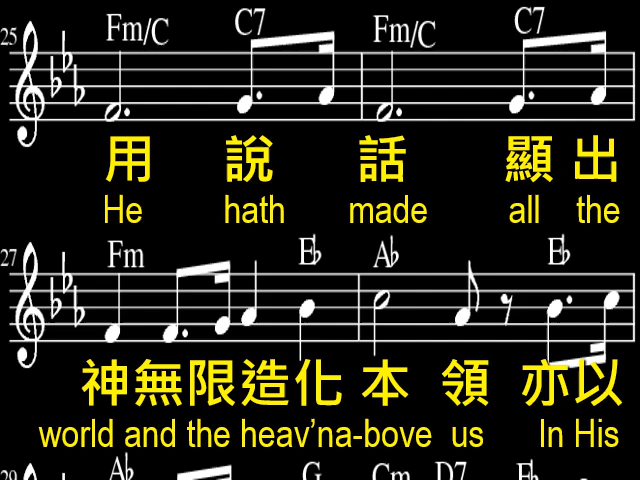 25 Fm/C C7 Fm/C C7
用 說 話 顯 出
He hath made all the
27 Fm E♭ A♭ E♭
神無限造化 本 領 亦以
world and the heav'na-bove us In His
29 A♭ G Cm D7 E♭